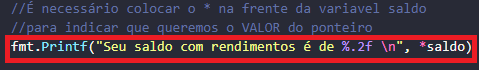 //É necessário colocar o * na frente da variavel saldo
//para indicar que queremos o VALOR do ponteiro
fmt.Printf("Seu saldo com rendimentos é de %.2f \n", *saldo)